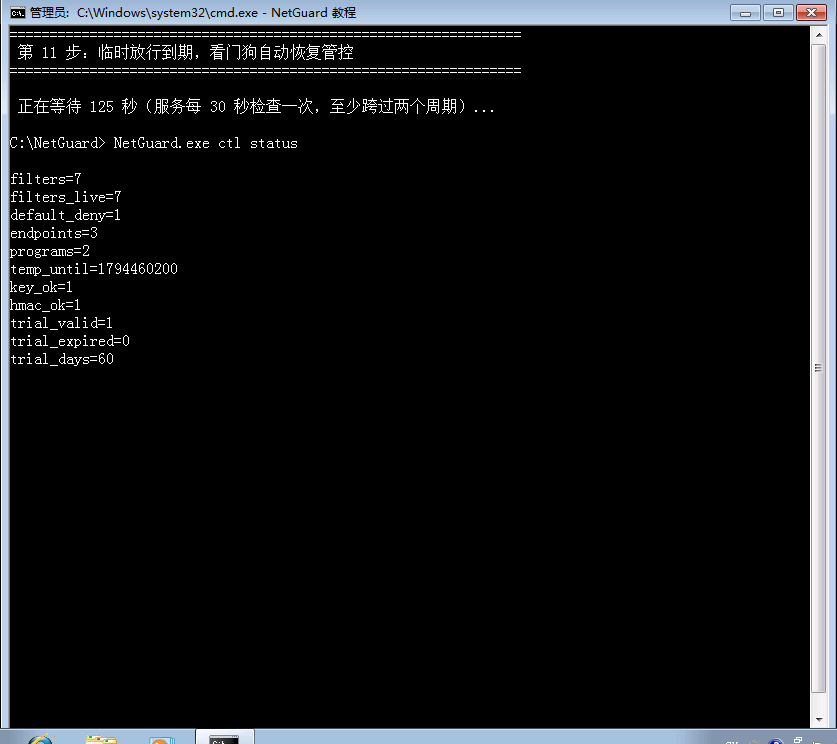 管理员: C:\Windows\system32\cmd.exe - NetGuard 教程
================================================================
第 11 步: 临时放行到期，看门狗自动恢复管控
================================================================
正在等待 125 秒（服务每 30 秒检查一次，至少跨过两个周期）...
C:\NetGuard> NetGuard.exe ctl status
filters=7
filters_live=7
default_deny=1
endpoints=3
programs=2
temp_until=1794460200
key_ok=1
hmac_ok=1
trial_valid=1
trial_expired=0
trial_days=60